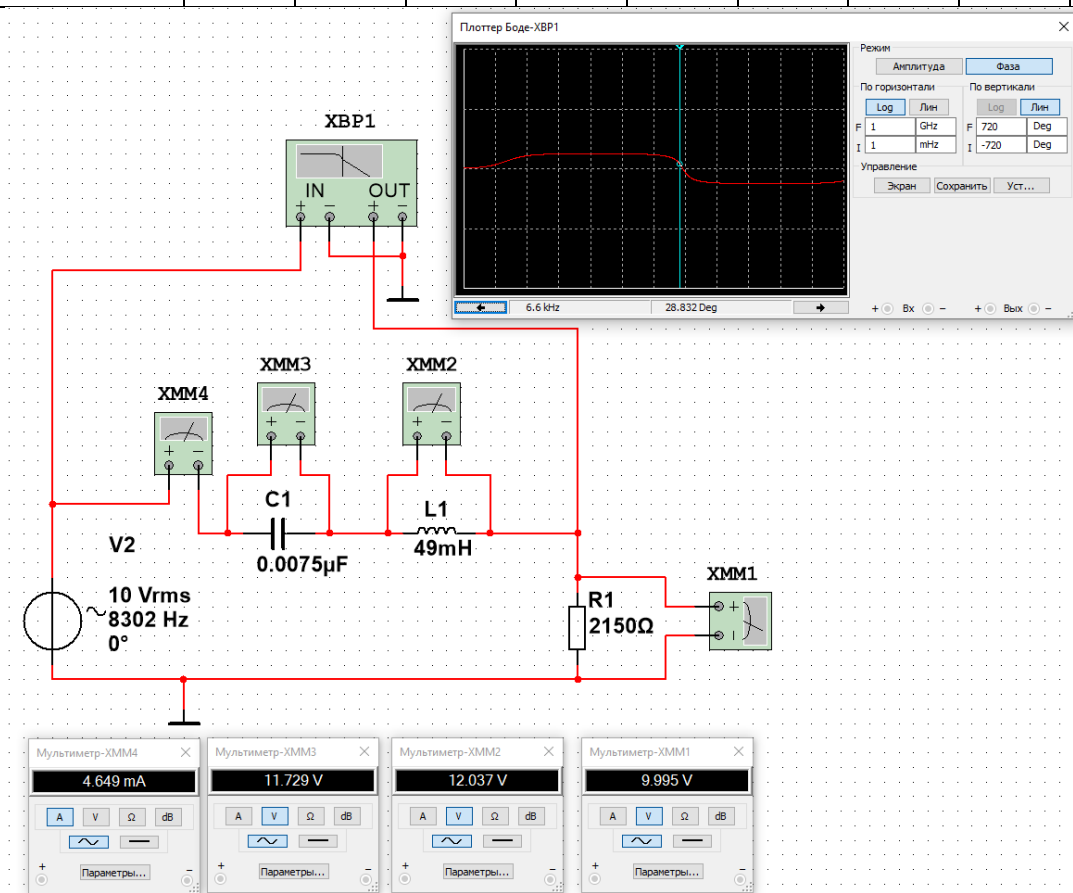 Плоттер Боде-XBP1
Режим
Амплитуда Фаза
По горизонтали По вертикали
Log Лин Log Лин
F 1 GHz F 720 Deg
I 1 mHz I -720 Deg
Управление
Экран Сохранить Уст...
6.6 kHz 28.832 Deg
+ Вх − + Вых −
XBP1
IN OUT
+ − + −
XMM4
+ −
XMM3
+ −
XMM2
+ −
C1
0.0075µF
L1
49mH
V2
10 Vrms
8302 Hz
0°
R1
2150Ω
XMM1
+
−
Мультиметр-XMM4
4.649 mA
A V Ω dB
Параметры...
+ −
Мультиметр-XMM3
11.729 V
A V Ω dB
Параметры...
+ −
Мультиметр-XMM2
12.037 V
A V Ω dB
Параметры...
+ −
Мультиметр-XMM1
9.995 V
A V Ω dB
Параметры...
+ −